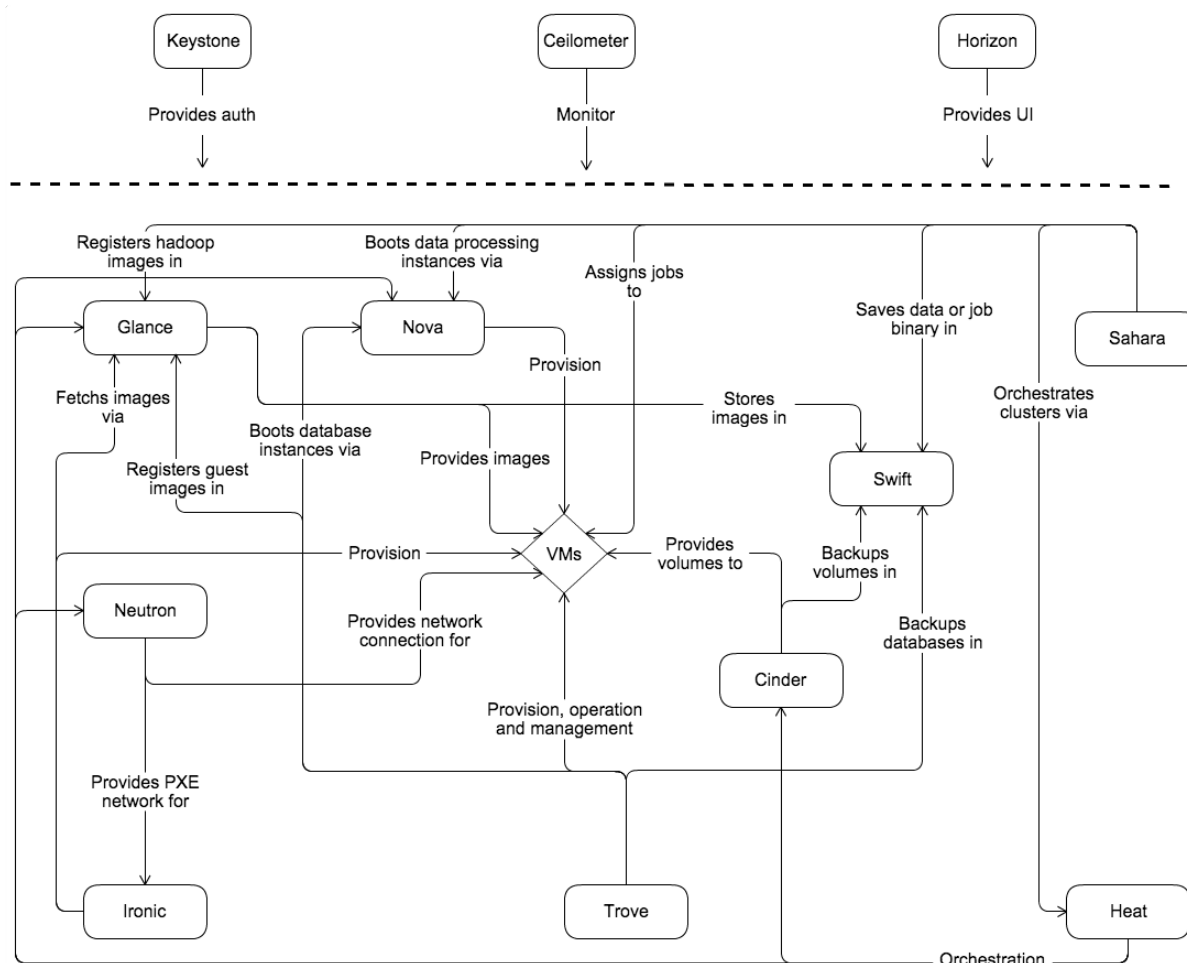 Keystone
Ceilometer
Horizon
Provides auth
Monitor
Provides UI
Registers hadoop
images in
Boots data processing
instances via
Assigns jobs
to
Saves data or job
binary in
Glance
Nova
Sahara
Provision
Fetchs images
via
Stores
images in
Orchestrates
clusters via
Boots database
instances via
Provides images
Registers guest
images in
Swift
Provision
VMs
Provides
volumes to
Backups
volumes in
Neutron
Provides network
connection for
Backups
databases in
Cinder
Provision, operation
and management
Provides PXE
network for
Ironic
Trove
Heat
Orchestration